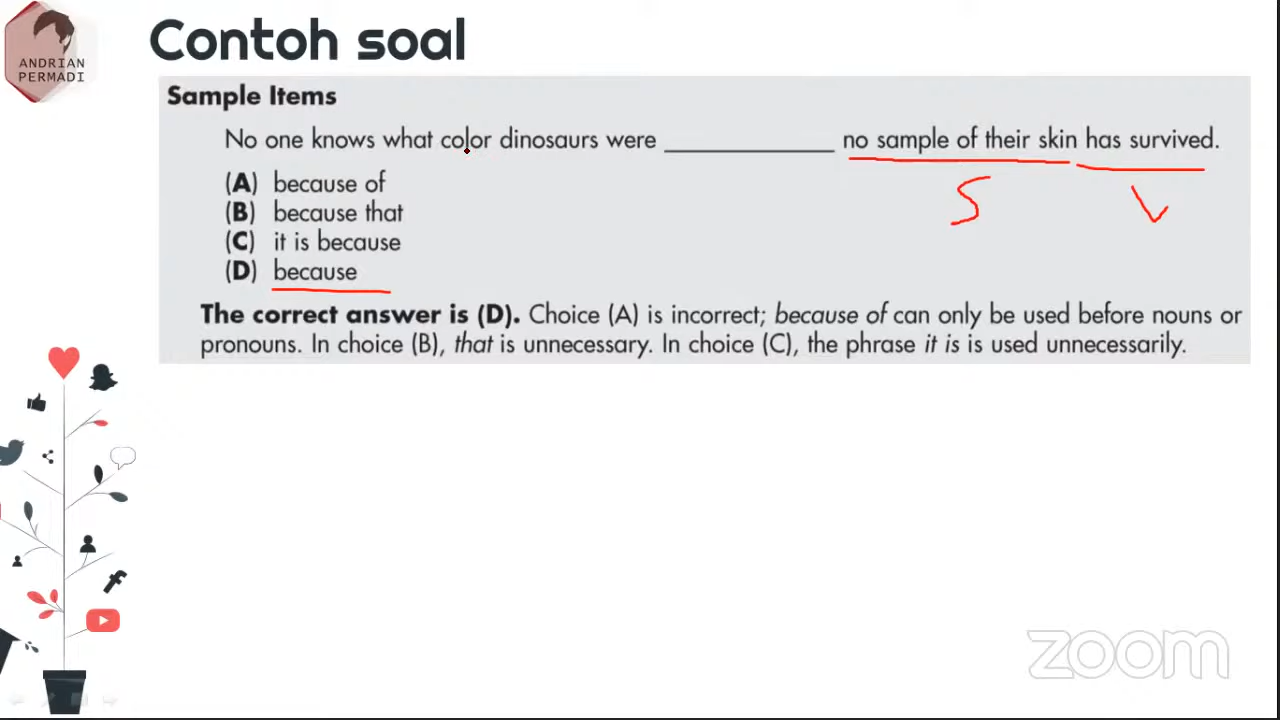 ANDRIAN
PERMADI
Contoh soal
Sample Items
No one knows what color dinosaurs were ____________ no sample of their skin has survived.
S V
(A) because of
(B) because that
(C) it is because
(D) because
The correct answer is (D). Choice (A) is incorrect; because of can only be used before nouns or
pronouns. In choice (B), that is unnecessary. In choice (C), the phrase it is is used unnecessarily.
zoom